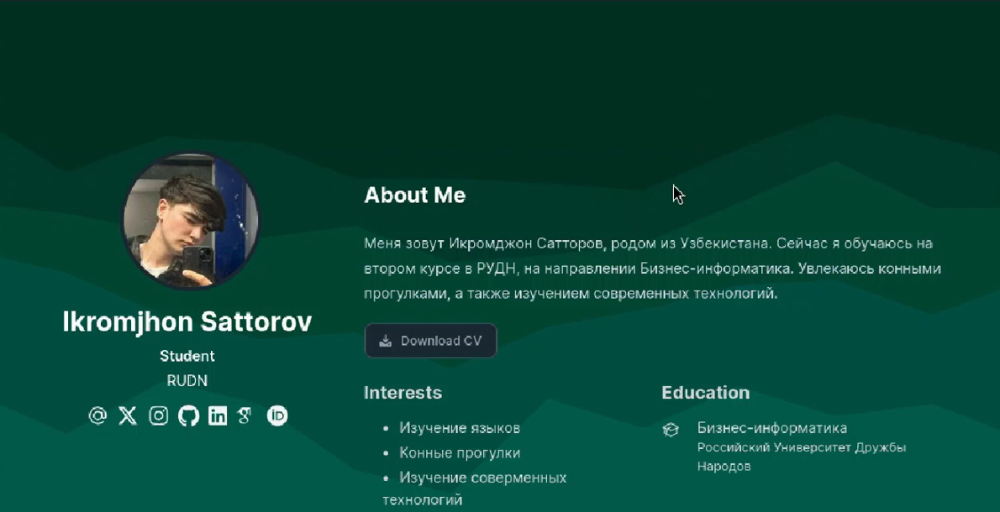 Ikromjhon Sattorov
Student
RUDN
About Me
Меня зовут Икромджон Сатторов, родом из Узбекистана. Сейчас я обучаюсь на
втором курсе в РУДН, на направлении Бизнес-информатика. Увлекаюсь конными
прогулками, а также изучением современных технологий.
Download CV
Interests
• Изучение языков
• Конные прогулки
• Изучение соверменных
технологий
Education
Бизнес-информатика
Российский Университет Дружбы
Народов